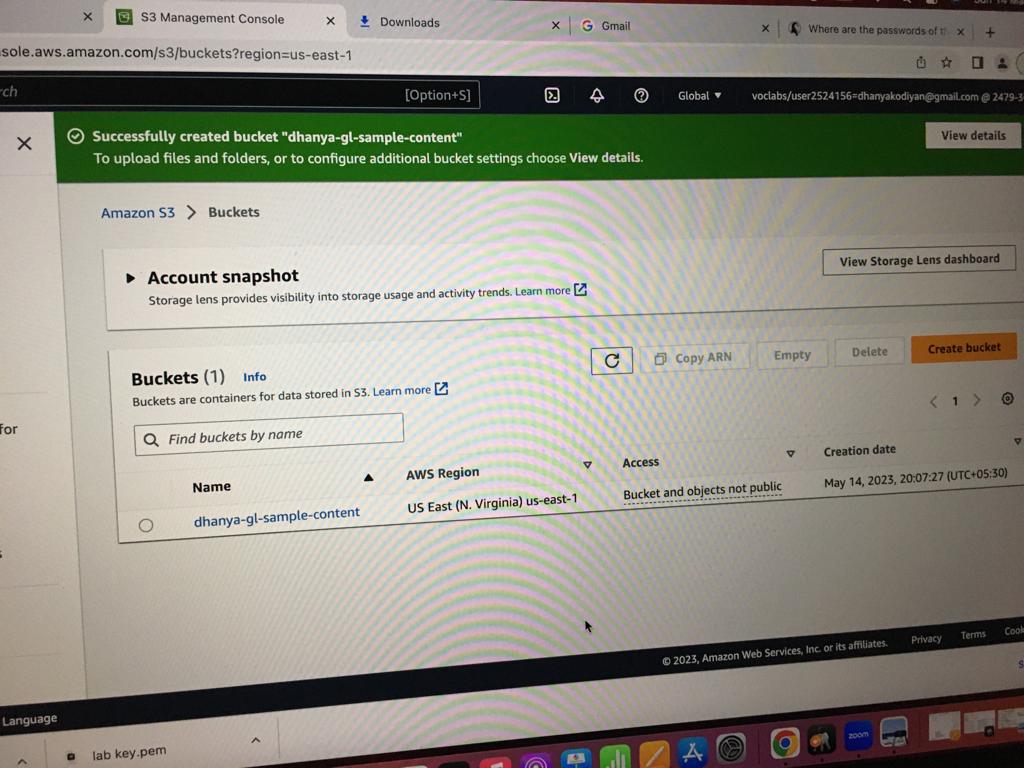 S3 Management Console
Downloads
Gmail
Where are the passwords of
sole.aws.amazon.com/s3/buckets?region=us-east-1
rch
[Option+S]
Global
voclabs/user2524156=dhanyakodiyan@gmail.com @ 2479-3
Successfully created bucket "dhanya-gl-sample-content"
To upload files and folders, or to configure additional bucket settings choose View details.
View details
Amazon S3 > Buckets
Account snapshot
Storage lens provides visibility into storage usage and activity trends. Learn more
View Storage Lens dashboard
Buckets (1) Info
Buckets are containers for data stored in S3. Learn more
Copy ARN
Empty
Delete
Create bucket
Find buckets by name
1
Name
AWS Region
Access
Creation date
dhanya-gl-sample-content
US East (N. Virginia) us-east-1
Bucket and objects not public
May 14, 2023, 20:07:27 (UTC+05:30)
for
© 2023, Amazon Web Services, Inc. or its affiliates.
Privacy
Terms
Cook
Language
lab key.pem
zoom